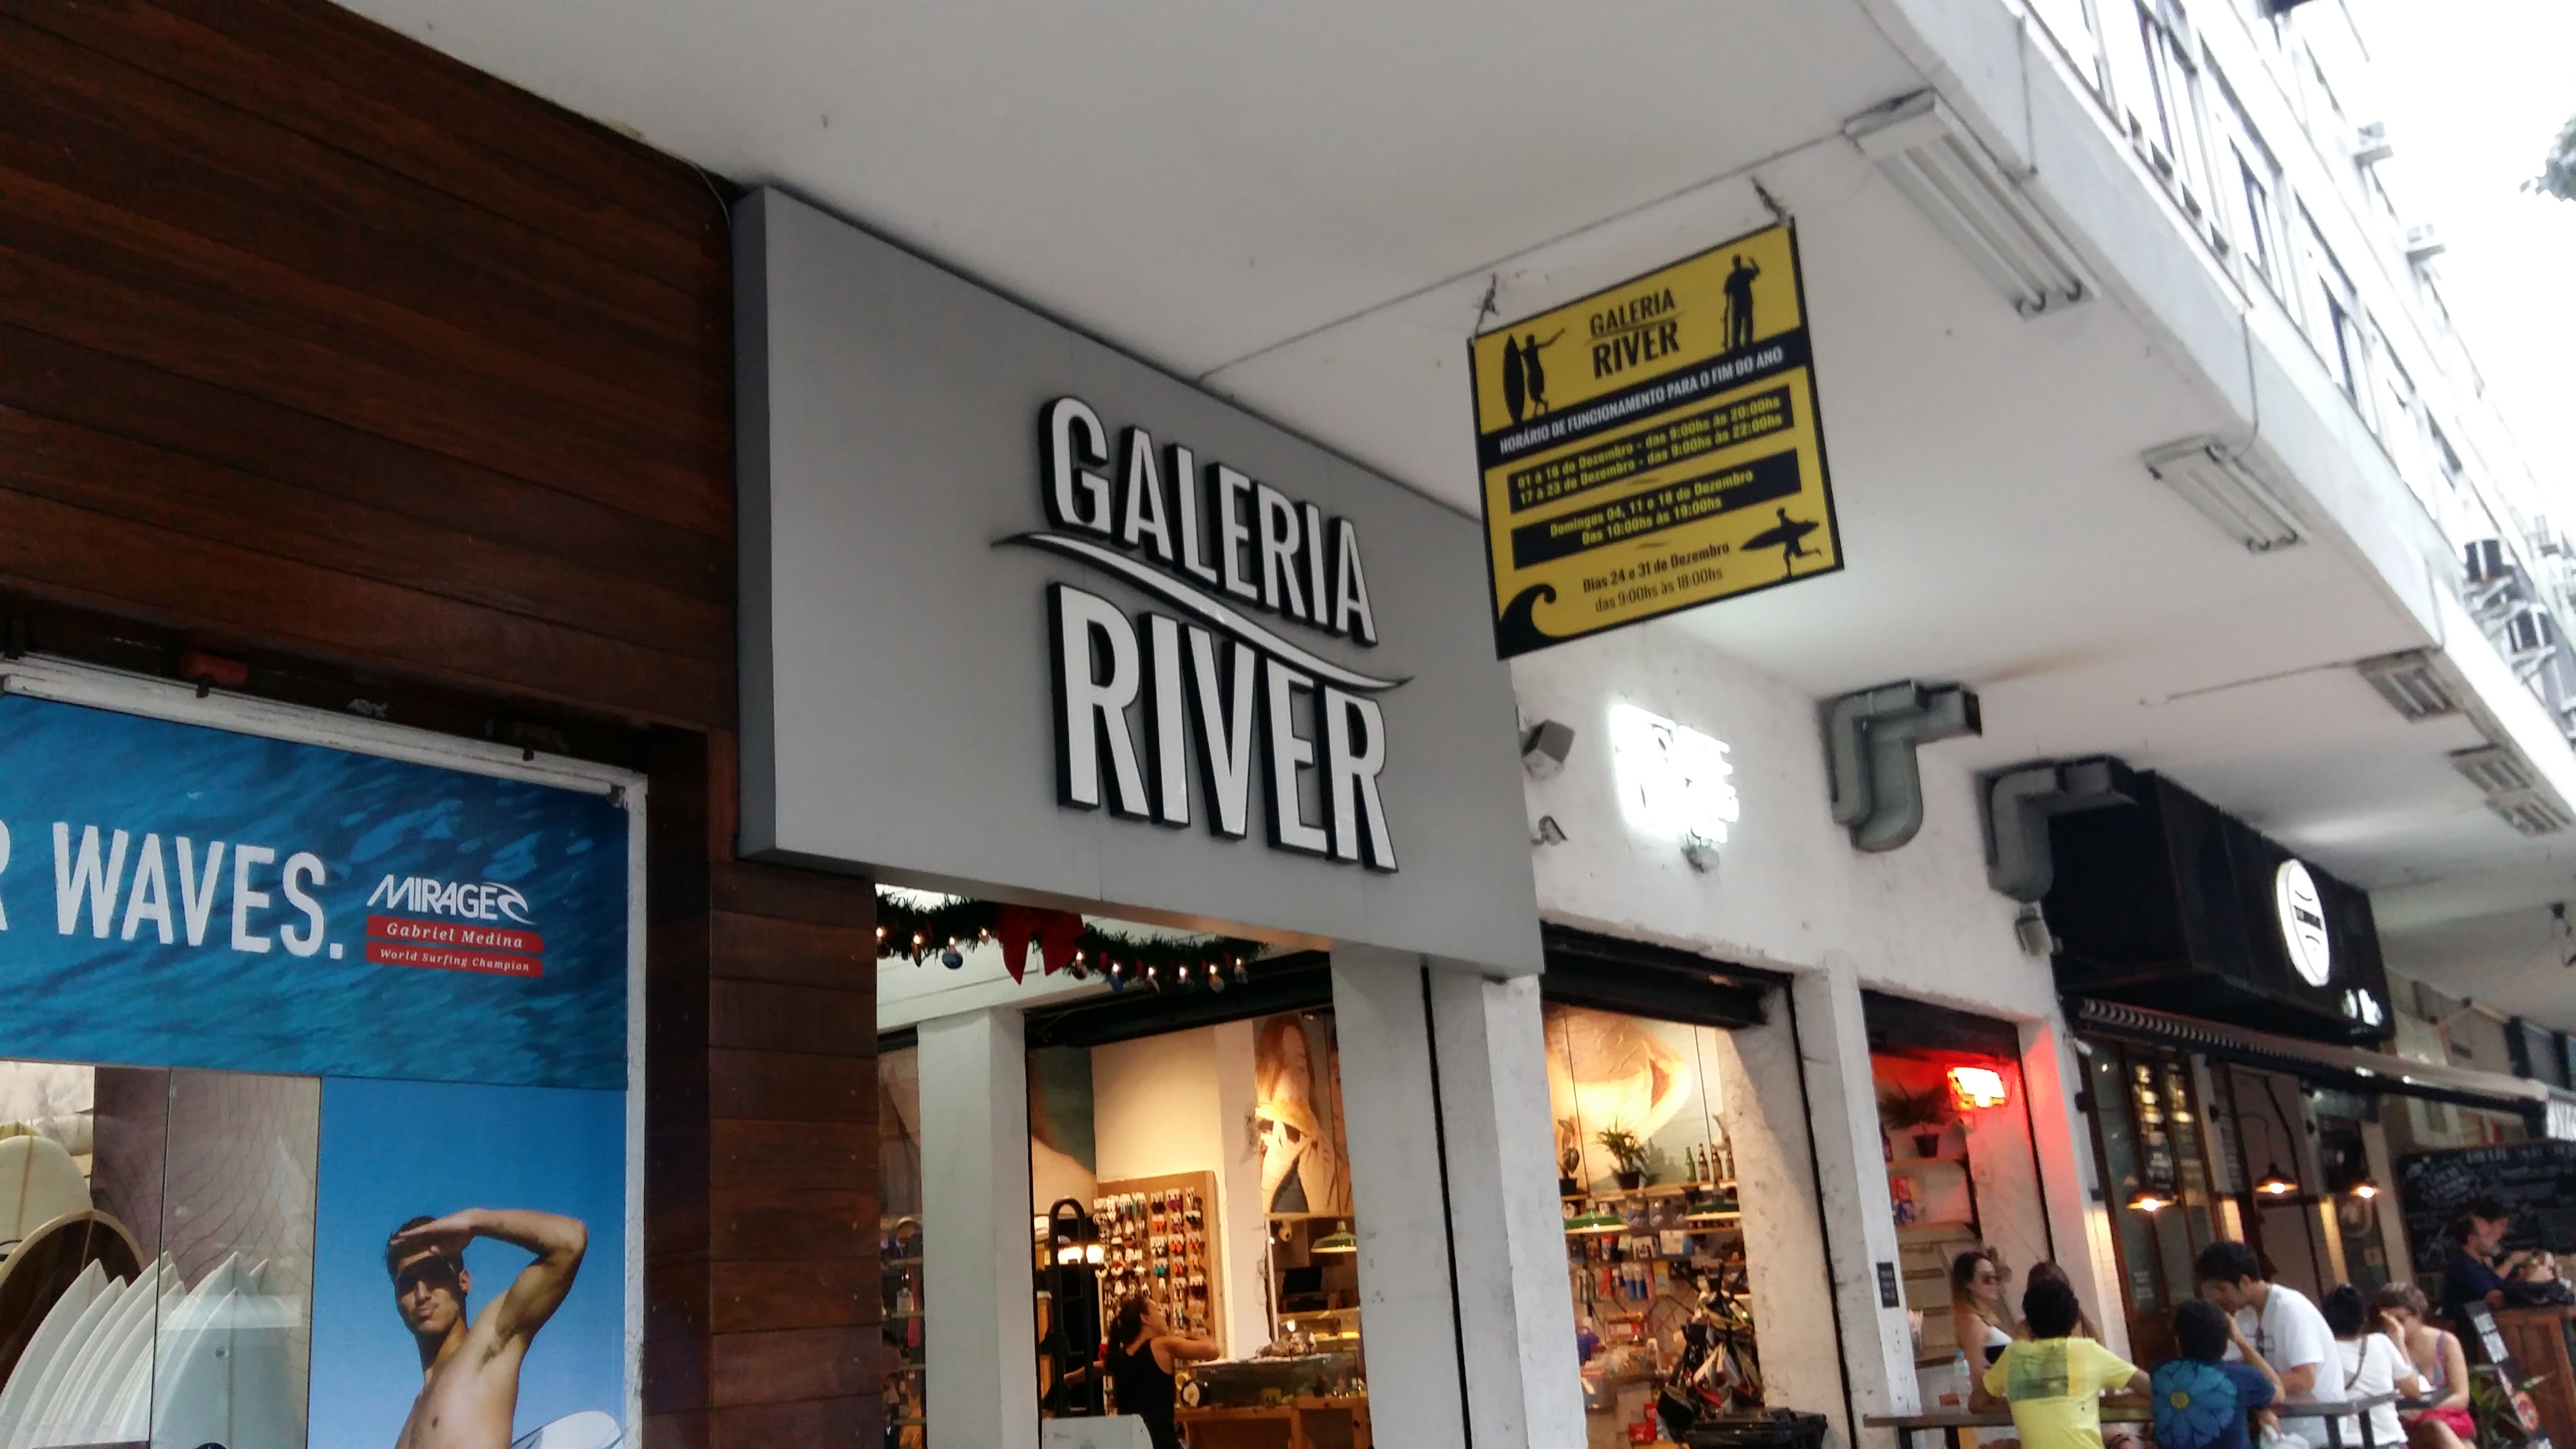 WAVES.
MIRAGE
Gabriel Medina
World Surfing Champion
GALERIA
RIVER
GALERIA
RIVER
HORÁRIO DE FUNCIONAMENTO PARA O FIM DO ANO
01 à 16 de Dezembro - das 9:00hs às 20:00hs
17 à 23 de Dezembro - das 9:00hs às 22:00hs
Domingos 04, 11 e 18 de Dezembro
Das 10:00hs às 19:00hs
Dias 24 e 31 de Dezembro
das 9:00hs às 18:00hs